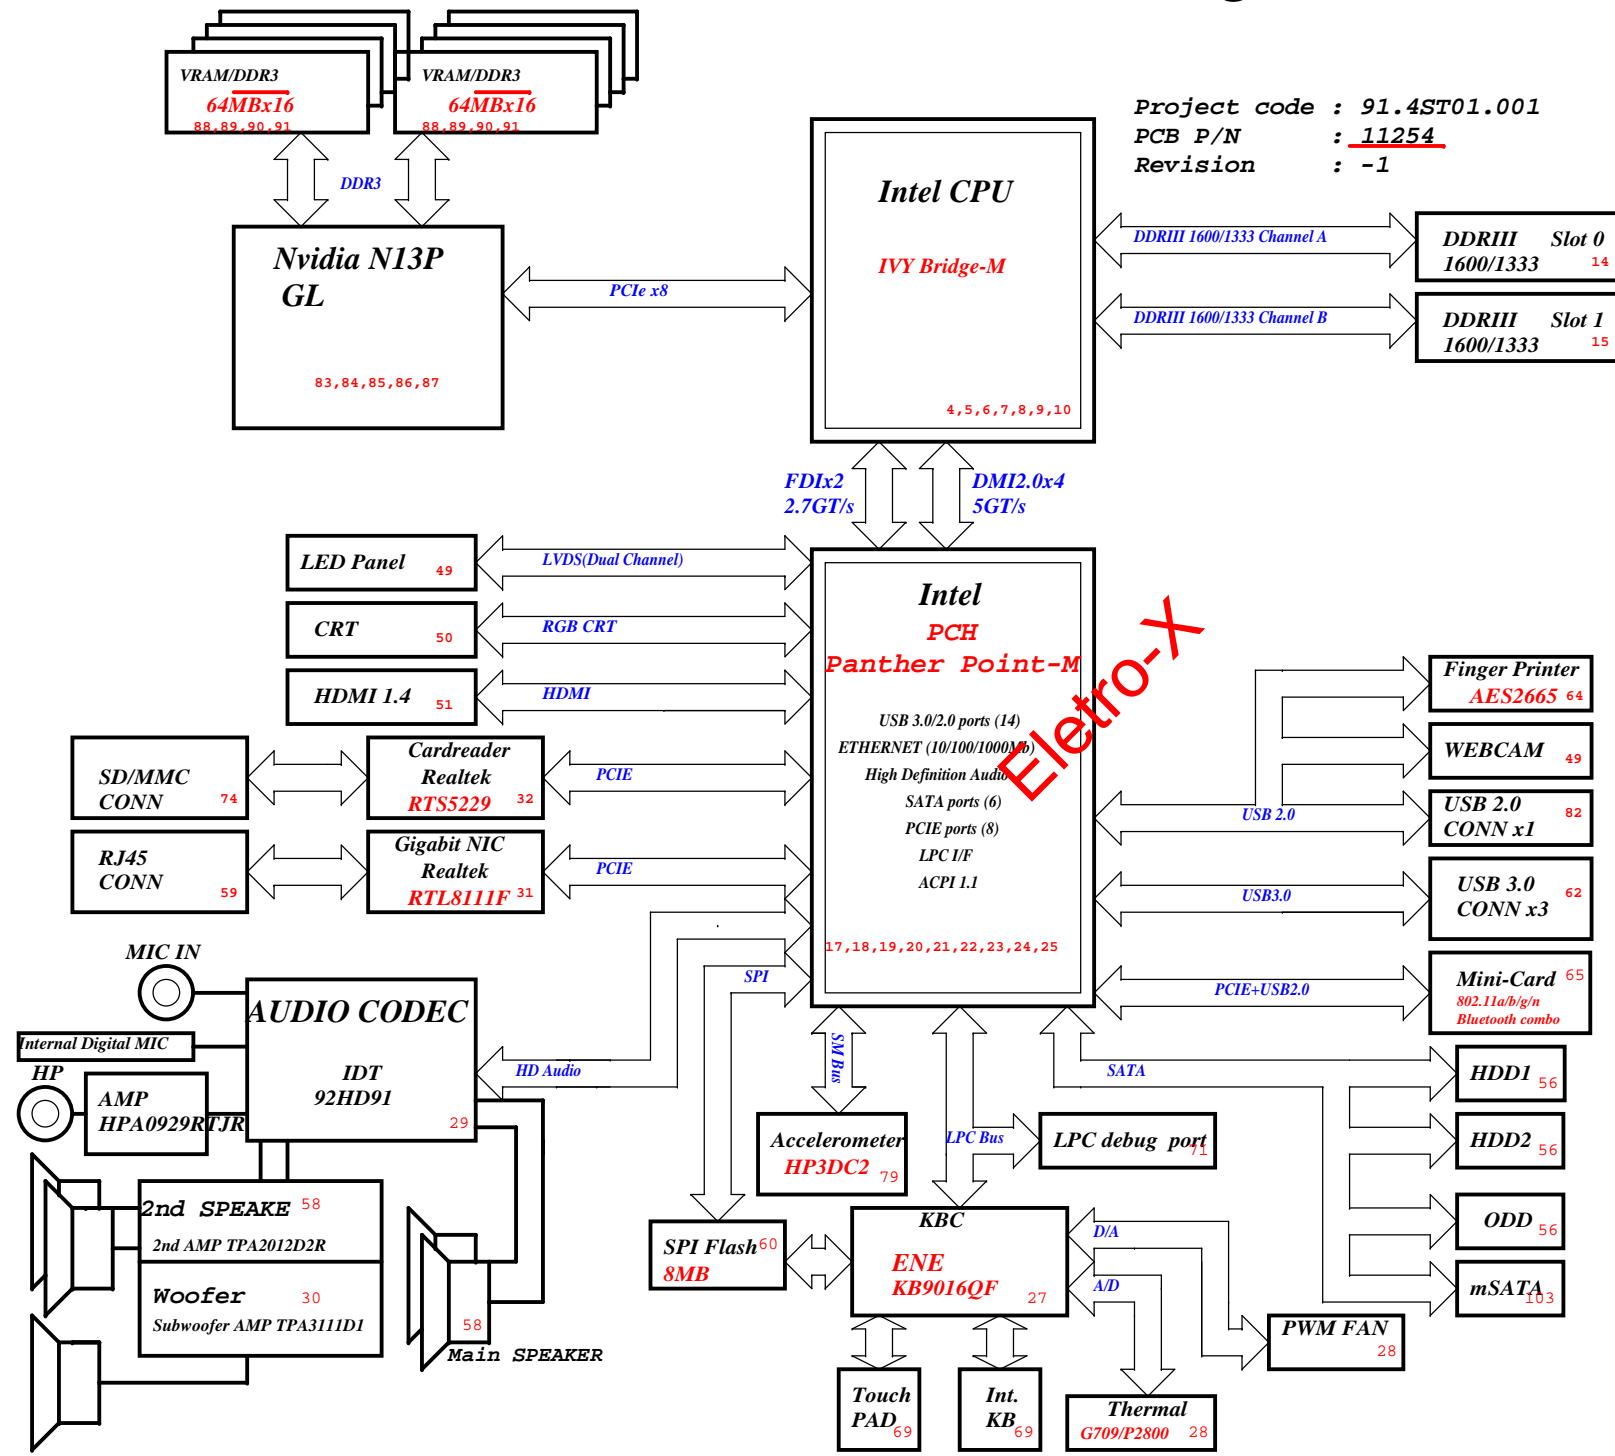 VRAM/DDR3
64MBx16
88,89,90,91
VRAM/DDR3
64MBx16
88,89,90,91
DDR3
Project code : 91.4ST01.001
PCB P/N : 11254
Revision : -1
Nvidia N13P
GL
83,84,85,86,87
PCIe x8
Intel CPU
IVY Bridge-M
4,5,6,7,8,9,10
DDRIII 1600/1333 Channel A
DDRIII Slot 0
1600/1333 14
DDRIII 1600/1333 Channel B
DDRIII Slot 1
1600/1333 15
FDIx2
2.7GT/s
DMI2.0x4
5GT/s
LED Panel 49
LVDS(Dual Channel)
CRT 50
RGB CRT
HDMI 1.4 51
HDMI
SD/MMC
CONN 74
Cardreader
Realtek
RTS5229 32
PCIE
RJ45
CONN 59
Gigabit NIC
Realtek
RTL8111F 31
PCIE
Intel
PCH
Panther Point-M
USB 3.0/2.0 ports (14)
ETHERNET (10/100/1000Mb)
High Definition Audio
SATA ports (6)
PCIE ports (8)
LPC I/F
ACPI 1.1
17,18,19,20,21,22,23,24,25
Eletro-X
Finger Printer
AES2665 64
WEBCAM 49
USB 2.0
USB 2.0 82
CONN x1
USB3.0
USB 3.0 62
CONN x3
PCIE+USB2.0
Mini-Card 65
802.11a/b/g/n
Bluetooth combo
MIC IN
Internal Digital MIC
HP
AMP
HPA0929RTJR
AUDIO CODEC
IDT
92HD91
29
HD Audio
SPI
SM Bus
SATA
HDD1 56
HDD2 56
ODD 56
mSATA 103
Accelerometer
HP3DC2 79
LPC Bus
LPC debug port 71
2nd SPEAKE 58
2nd AMP TPA2012D2R
Woofer 30
Subwoofer AMP TPA3111D1
58
Main SPEAKER
SPI Flash 60
8MB
KBC
ENE
KB9016QF 27
D/A
A/D
PWM FAN
28
Touch
PAD 69
Int.
KB 69
Thermal
G709/P2800 28